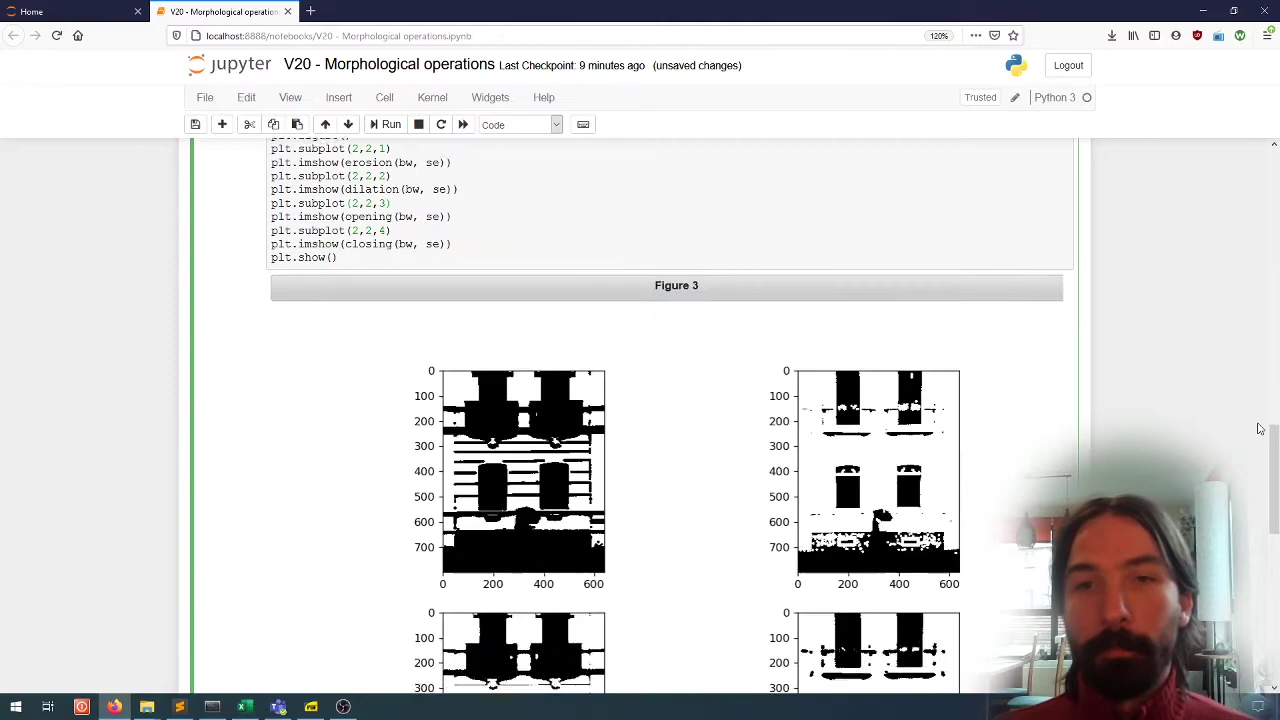 Home
V20 - Morphological operation
localhost:8888/notebooks/V20 - Morphological operations.ipynb
120%
jupyter V20 - Morphological operations Last Checkpoint: 9 minutes ago (unsaved changes)
Logout
File Edit View Insert Cell Kernel Widgets Help
Trusted Python 3
Run Code
plt.subplot(2,2,1)
plt.imshow(erosion(bw, se))
plt.subplot(2,2,2)
plt.imshow(dilation(bw, se))
plt.subplot(2,2,3)
plt.imshow(opening(bw, se))
plt.subplot(2,2,4)
plt.imshow(closing(bw, se))
plt.show()
Figure 3
0
100
200
300
400
500
600
700
0 200 400 600
0
100
200
300
400
500
600
700
0 200 400 600
0
100
200
300
0
100
200
300